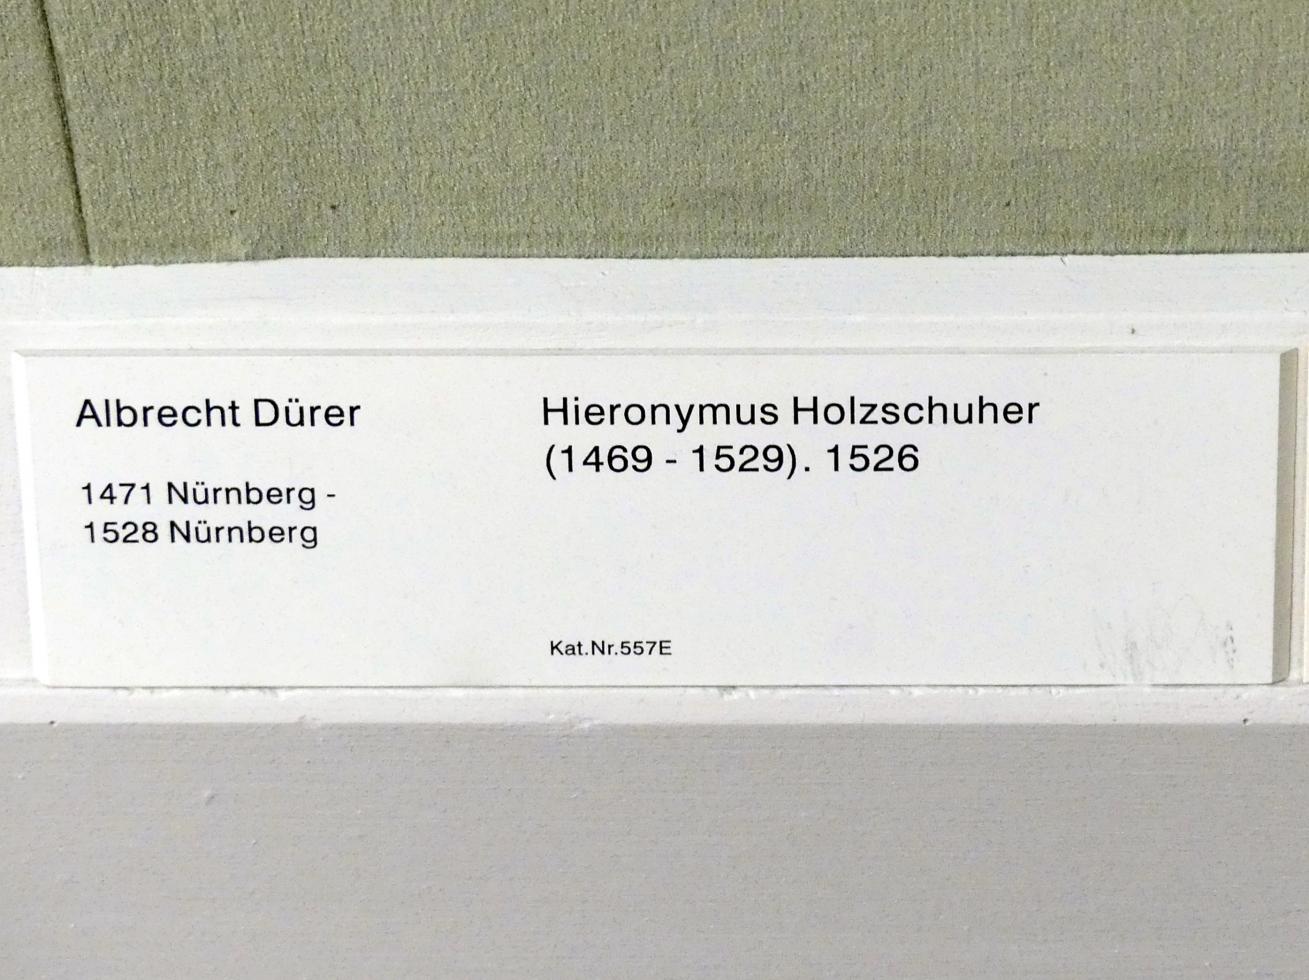 Albrecht Dürer
1471 Nürnberg -
1528 Nürnberg
Hieronymus Holzschuher
(1469 - 1529). 1526
Kat.Nr.557E